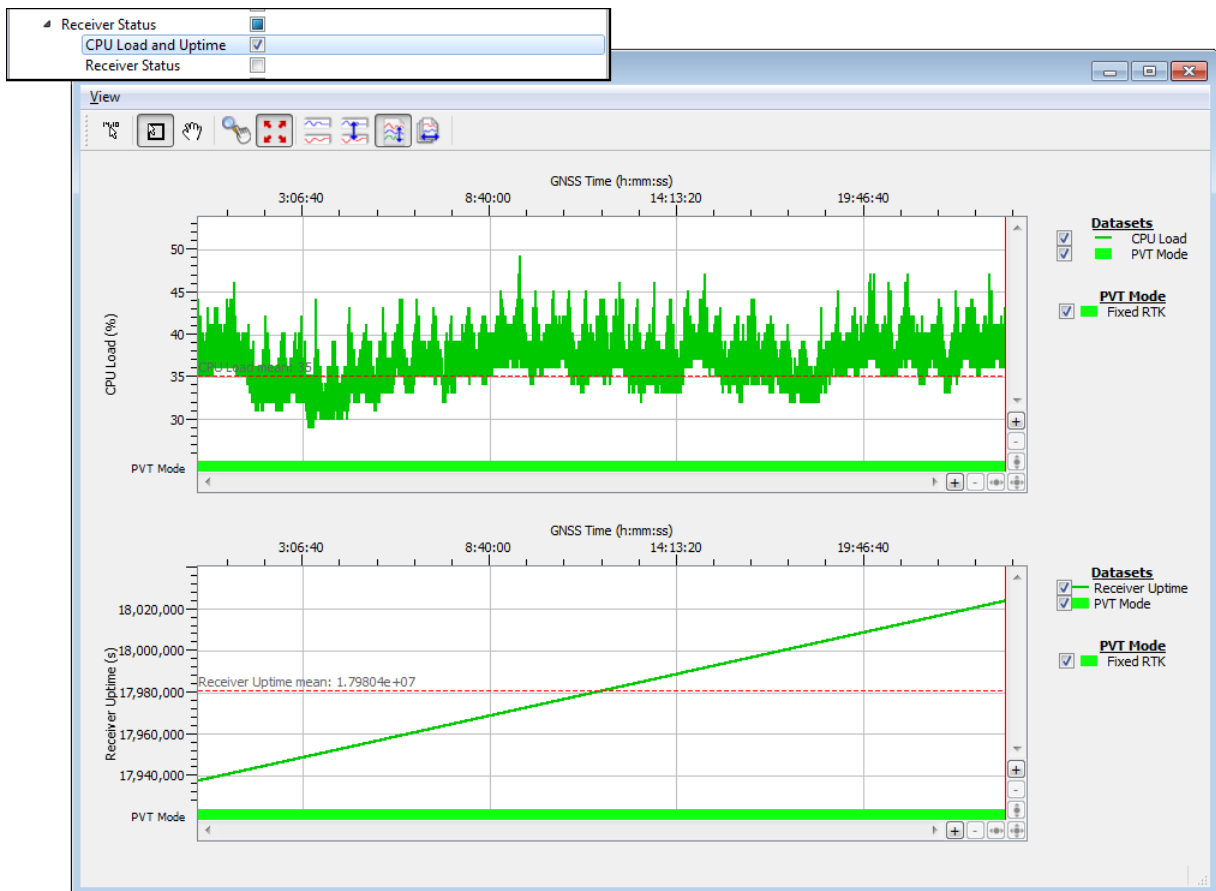 Receiver Status
CPU Load and Uptime
Receiver Status
View
GNSS Time (h:mm:ss)
3:06:40 8:40:00 14:13:20 19:46:40
Datasets
CPU Load
PVT Mode
PVT Mode
Fixed RTK
CPU Load (%)
50
45
40
CPU Load mean: 35
35
30
PVT Mode
GNSS Time (h:mm:ss)
3:06:40 8:40:00 14:13:20 19:46:40
Datasets
Receiver Uptime
PVT Mode
PVT Mode
Fixed RTK
Receiver Uptime (s)
18,020,000
18,000,000
Receiver Uptime mean: 1.79804e+07
17,980,000
17,960,000
17,940,000
PVT Mode